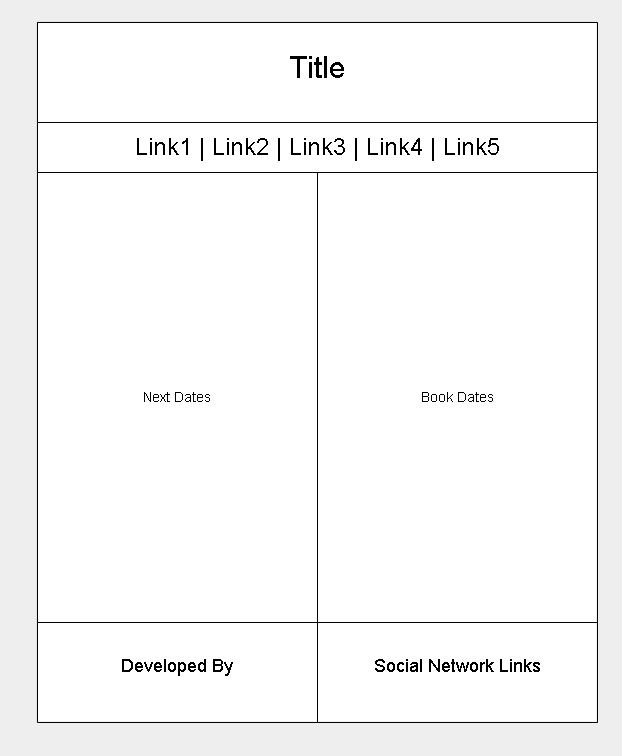 Title
Link1 | Link2 | Link3 | Link4 | Link5
Next Dates
Book Dates
Developed By
Social Network Links